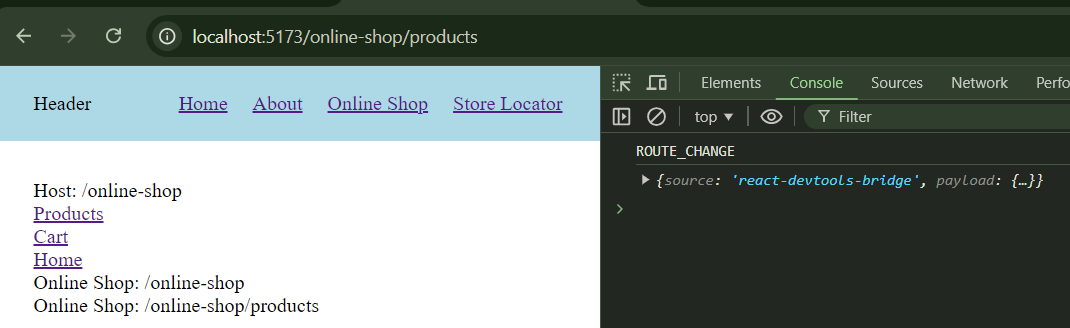 localhost:5173/online-shop/products
Header Home About Online Shop Store Locator
Host: /online-shop
Products
Cart
Home
Online Shop: /online-shop
Online Shop: /online-shop/products
Elements Console Sources Network Perfo
top Filter
ROUTE_CHANGE
{source: 'react-devtools-bridge', payload: {…}}